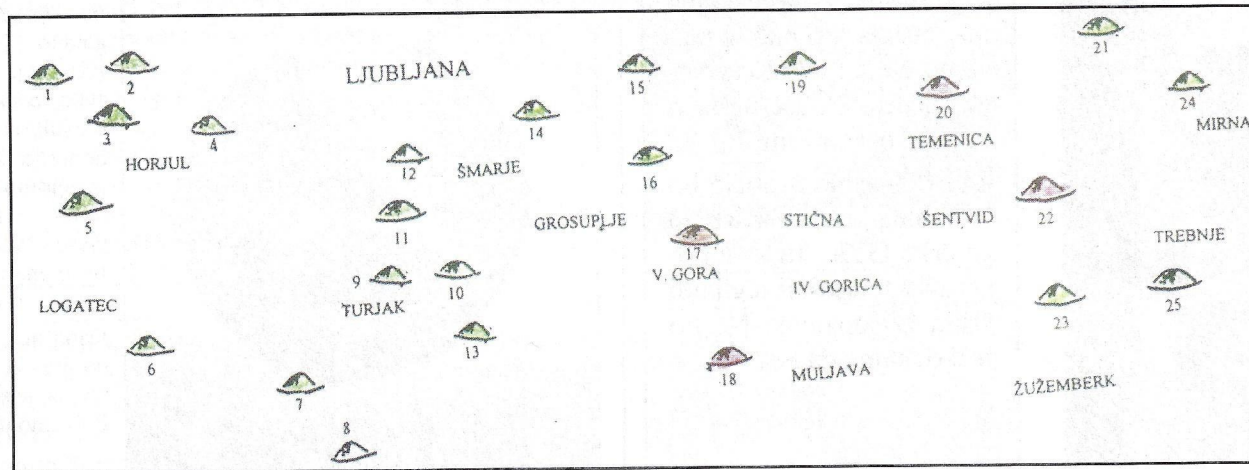 21
1
2
LJUBLJANA
15
19
20
24
MIRNA
3
4
14
TEMENICA
HORJUL
12
ŠMARJE
16
5
11
GROSUPLJE
STIČNA
ŠENTVID
22
TREBNJE
17
9
10
V. GORA
IV. GORICA
LOGATEC
TURJAK
23
25
6
13
18
MULJAVA
ŽUŽEMBERK
7
8